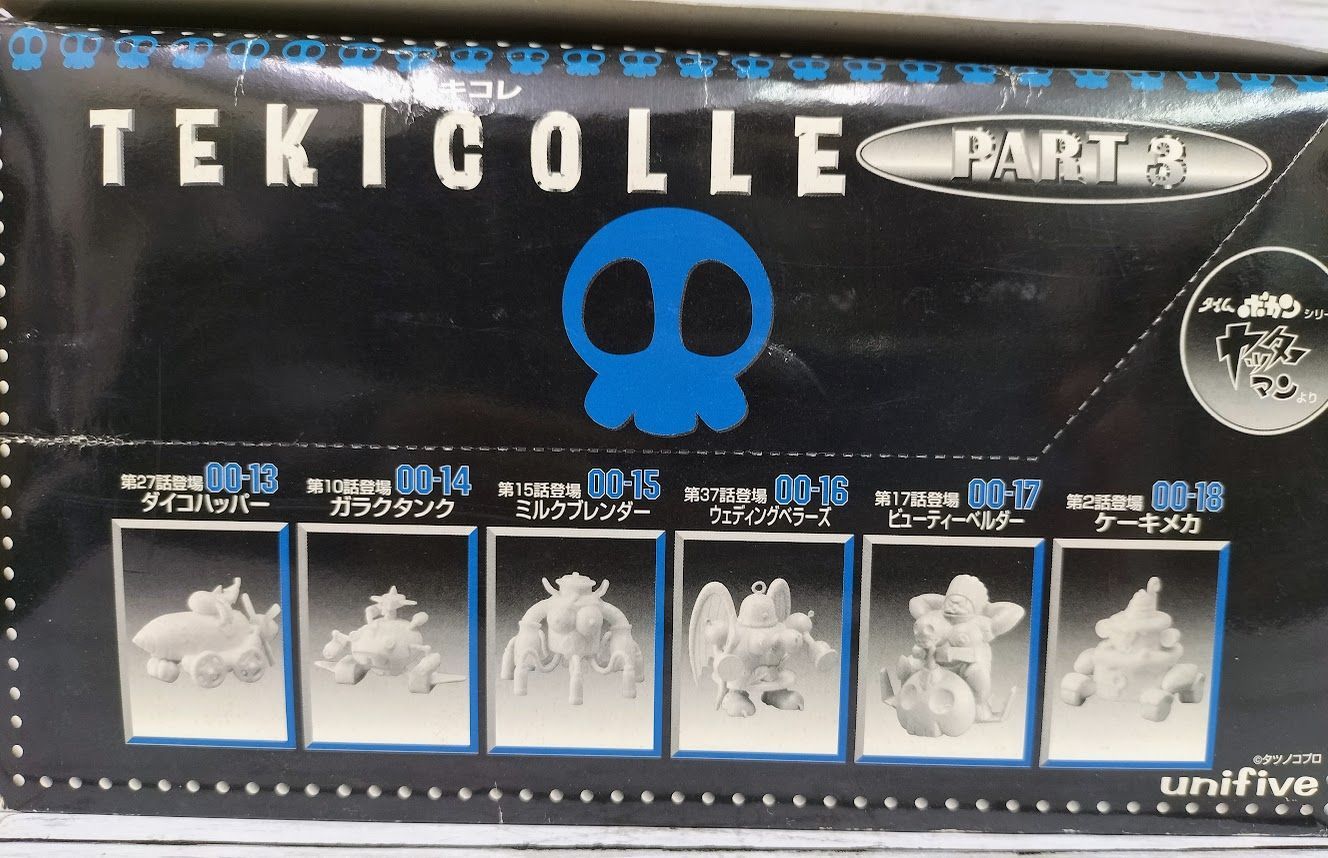 キコレ
TEKICOLLE
PART 3
タイムボカンシリー
ヤッター
マンより
第27話登場 00-13
ダイコハッパー
第10話登場 00-14
ガラクタンク
第15話登場 00-15
ミルクブレンダー
第37話登場 00-16
ウェディングベラーズ
第17話登場 00-17
ビューティーベルダー
第2話登場 00-18
ケーキメカ
©タツノコプロ
unifive